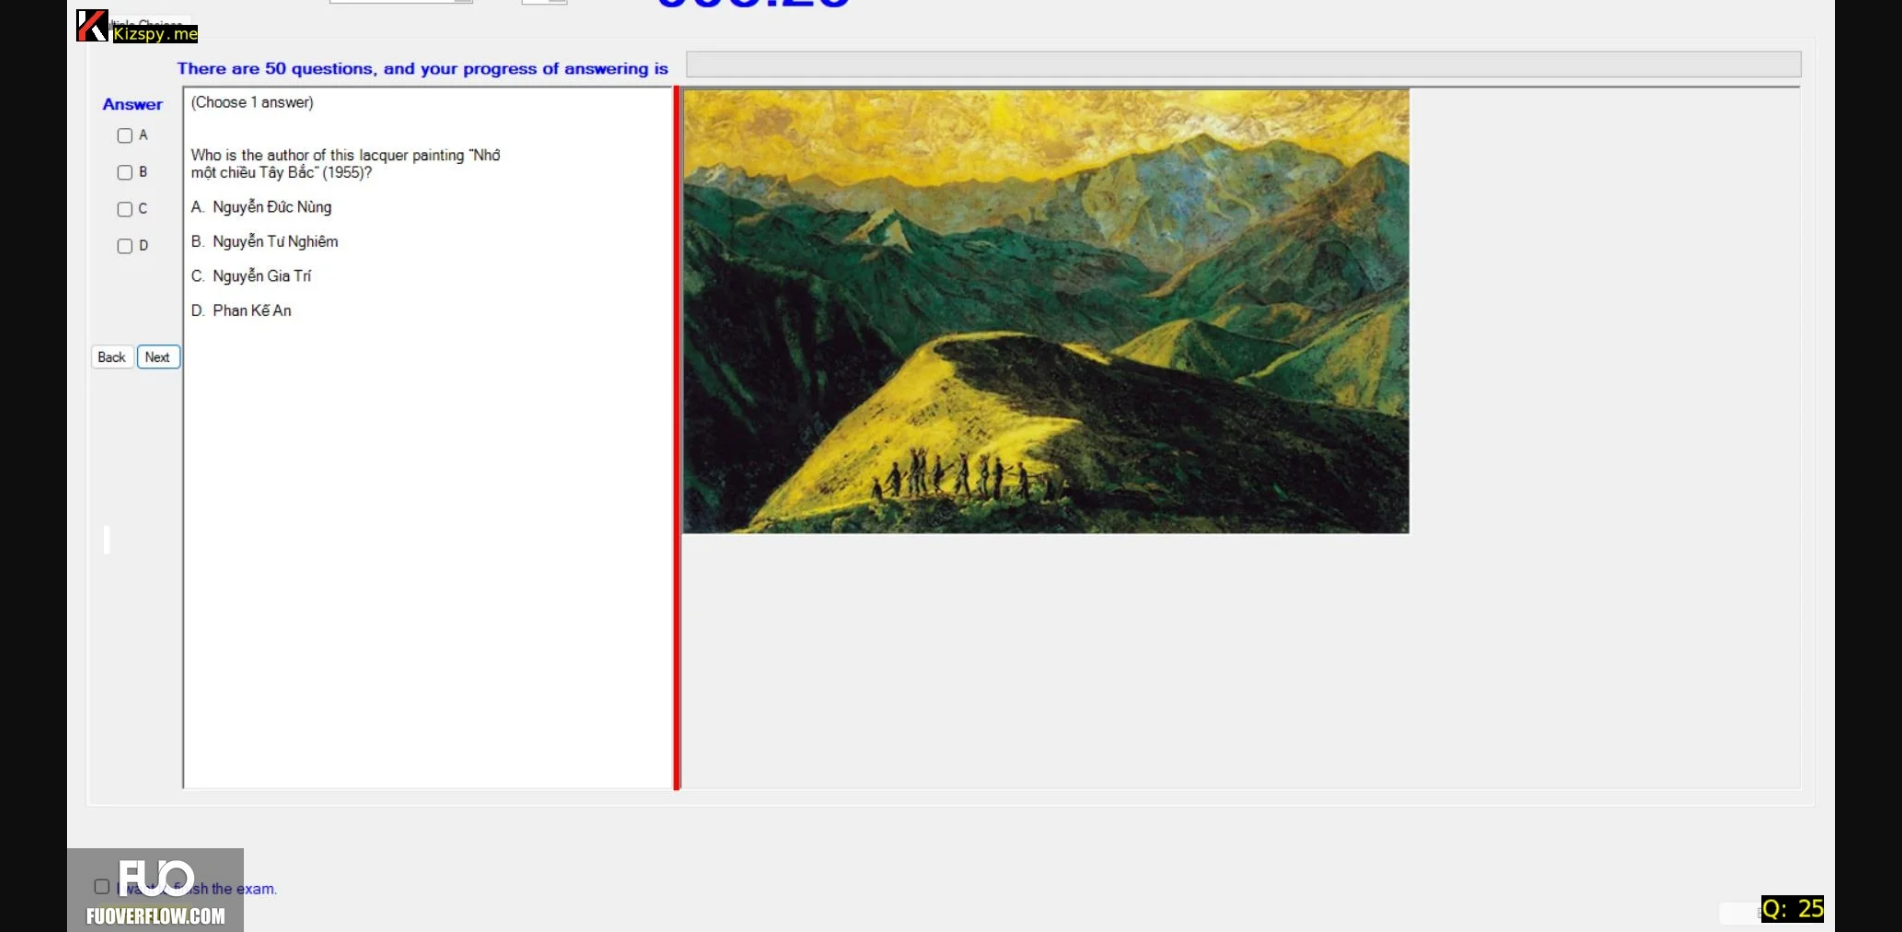 Kizspy.me
There are 50 questions, and your progress of answering is
Answer
(Choose 1 answer)
A
B
C
D
Who is the author of this lacquer painting "Nhớ
một chiều Tây Bắc" (1955)?
A. Nguyễn Đức Nùng
B. Nguyễn Tư Nghiêm
C. Nguyễn Gia Trí
D. Phan Kế An
Back
Next
FUO
finish the exam.
FUOVERFLOW.COM
Q: 25